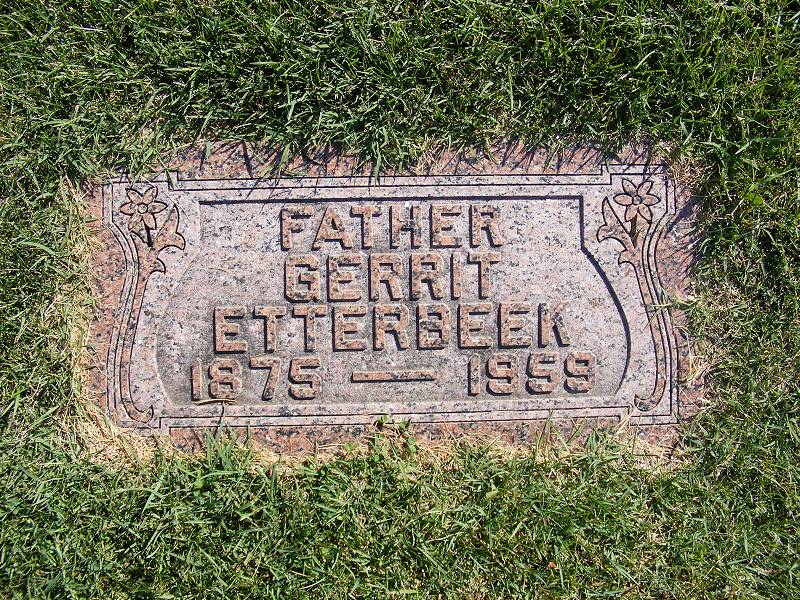 FATHER
GERRIT
ETTERBEEK
1875 — 1959